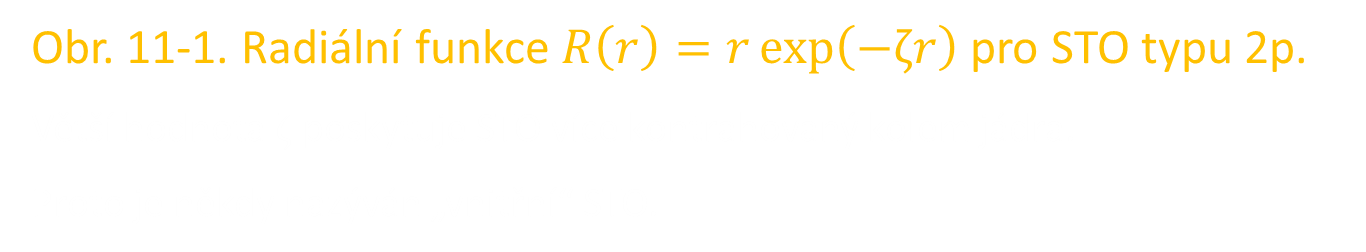 Obr. 11-1. Radiální funkce R(r) = r exp(−ζr) pro STO typu 2p.